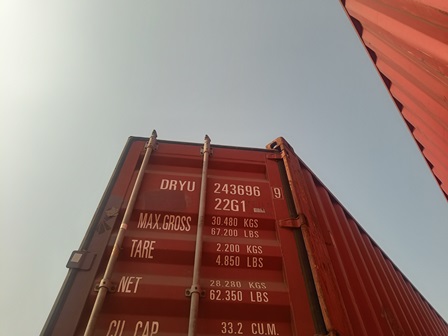 DRYU 243696 9
22G1
MAX.GROSS 30.480 KGS
67.200 LBS
TARE 2.200 KGS
4.850 LBS
NET 28.280 KGS
62.350 LBS
CU.CAP. 33.2 CU.M.